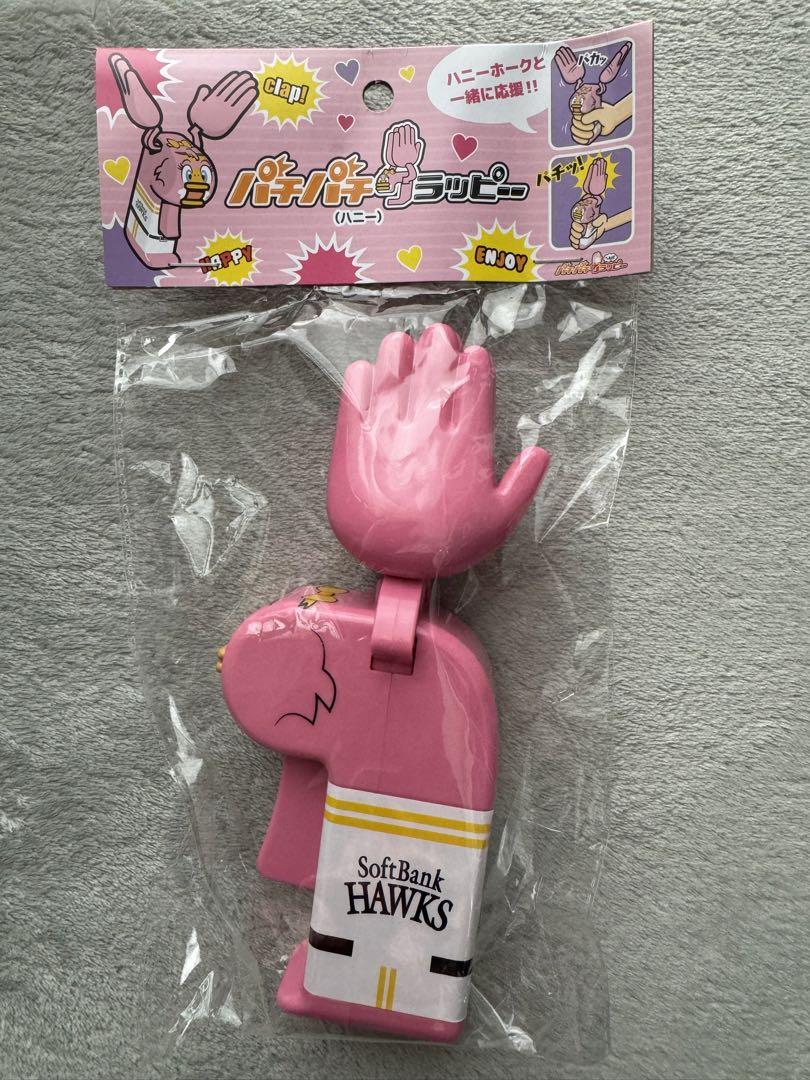 clap!
ハニーホークと
一緒に応援!!
パカッ
パチパチクラッピー
(ハニー)
パチッ!
HAPPY
ENJOY
パチパチクラッピー
SoftBank
HAWKS